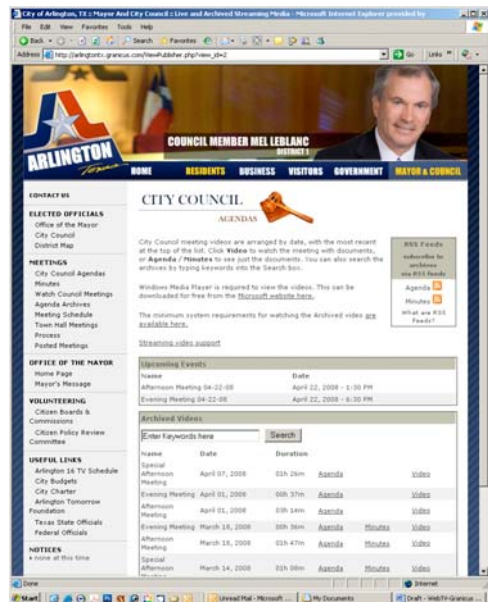 City of Arlington, TX :: Mayor And City Council :: Live and Archived Streaming Media - Microsoft Internet Explorer provided by
File Edit View Favorites Tools Help
Back Search Favorites
Address http://arlingtontx.granicus.com/ViewPublisher.php?view_id=2 Go Links
COUNCIL MEMBER MEL LEBLANC
DISTRICT 1
ARLINGTON
Texas
HOME RESIDENTS BUSINESS VISITORS GOVERNMENT MAYOR & COUNCIL
CONTACT US
ELECTED OFFICIALS
Office of the Mayor
City Council
District Map
MEETINGS
City Council Agendas
Minutes
Watch Council Meetings
Agenda Archives
Meeting Schedule
Town Hall Meetings
Process
Posted Meetings
OFFICE OF THE MAYOR
Home Page
Mayor's Message
VOLUNTEERING
Citizen Boards &
Commissions
Citizen Policy Review
Committee
USEFUL LINKS
Arlington 16 TV Schedule
City Budgets
City Charter
Arlington Tomorrow
Foundation
Texas State Officials
Federal Officials
NOTICES
none at this time
CITY COUNCIL
AGENDAS
City Council meeting videos are arranged by date, with the most recent
at the top of the list. Click Video to watch the meeting with documents,
or Agenda / Minutes to see just the documents. You can also search the
archives by typing keywords into the Search box.
Windows Media Player is required to view the videos. This can be
downloaded for free from the Microsoft website here.
The minimum system requirements for watching the Archived video are
available here.
Streaming video support
RSS Feeds
subscribe to
archives
via RSS feeds
Agenda
Minutes
What are RSS
Feeds?
Upcoming Events
Name Date
Afternoon Meeting 04-22-08 April 22, 2008 - 1:30 PM
Evening Meeting 04-22-08 April 22, 2008 - 6:30 PM
Archived Videos
Enter Keywords here Search
Name Date Duration
Special
Afternoon April 07, 2008 01h 26m Agenda Video
Meeting
Evening Meeting April 01, 2008 00h 37m Agenda Video
Afternoon
Meeting April 01, 2008 03h 14m Agenda Video
Evening Meeting March 18, 2008 00h 36m Agenda Minutes Video
Afternoon
Meeting March 18, 2008 01h 47m Agenda Minutes Video
Special
Afternoon March 14, 2008 01h 08m Agenda Minutes Video
Meeting
Done Internet
Start Unread Mail - Microsoft ... My Documents Draft - WebTV-Granicus